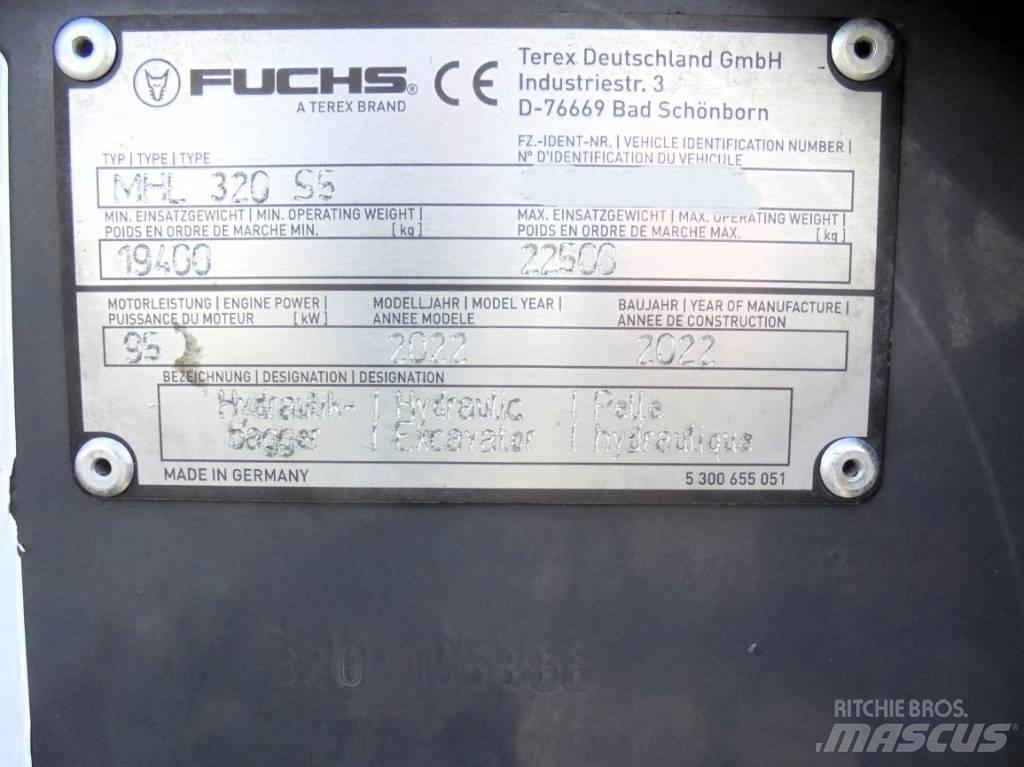 FUCHS® CE
A TEREX BRAND
Terex Deutschland GmbH
Industriestr. 3
D-76669 Bad Schönborn
TYP | TYPE | TYPE
MHL 320 S5
FZ.-IDENT-NR. | VEHICLE IDENTIFICATION NUMBER |
N° D'IDENTIFICATION DU VEHICULE
MIN. EINSATZGEWICHT | MIN. OPERATING WEIGHT |
POIDS EN ORDRE DE MARCHE MIN. [kg]
19400
MAX. EINSATZGEWICHT | MAX. OPERATING WEIGHT |
POIDS EN ORDRE DE MARCHE MAX. [kg]
22500
MOTORLEISTUNG | ENGINE POWER |
PUISSANCE DU MOTEUR [kW]
95
MODELLJAHR | MODEL YEAR |
ANNEE MODELE
2022
BAUJAHR | YEAR OF MANUFACTURE |
ANNEE DE CONSTRUCTION
2022
BEZEICHNUNG | DESIGNATION | DESIGNATION
Hydraulik- | Hydraulic | Pelle
bagger | Excavator | hydraulique
MADE IN GERMANY
5 300 655 051
RITCHIE BROS.
MASCUS